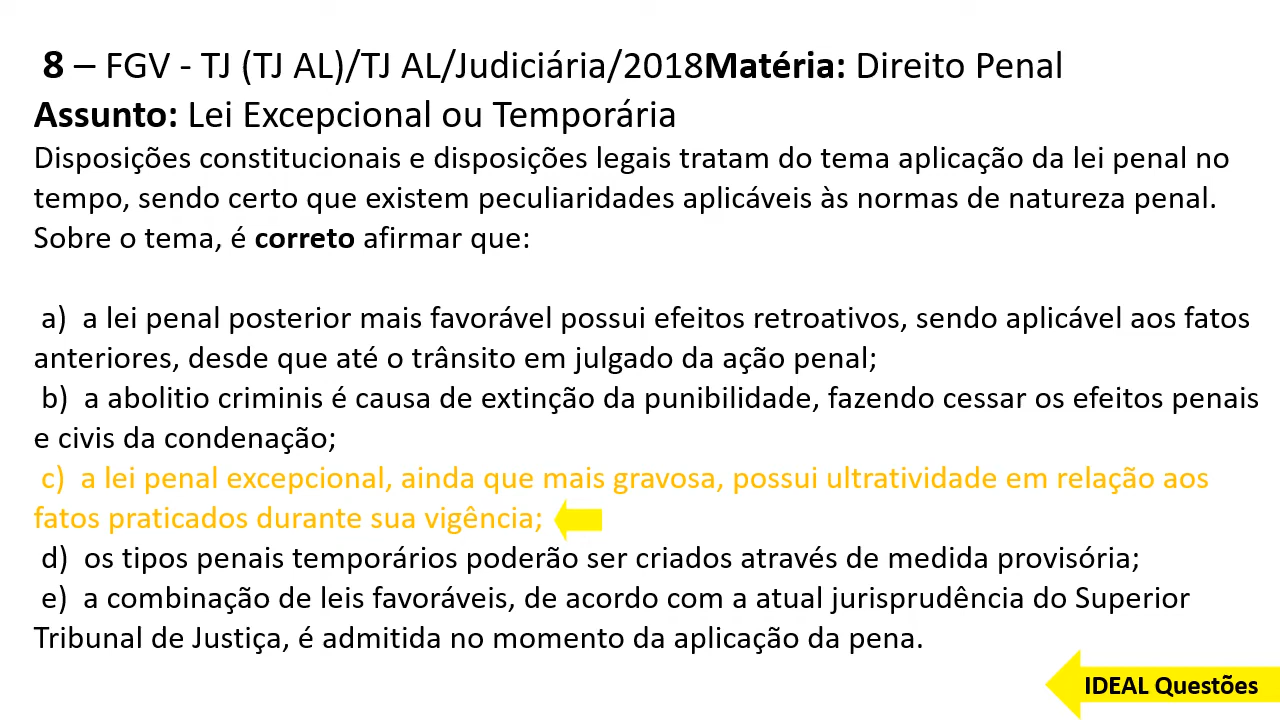 8 – FGV - TJ (TJ AL)/TJ AL/Judiciária/2018Matéria: Direito Penal
Assunto: Lei Excepcional ou Temporária
Disposições constitucionais e disposições legais tratam do tema aplicação da lei penal no
tempo, sendo certo que existem peculiaridades aplicáveis às normas de natureza penal.
Sobre o tema, é correto afirmar que:
a) a lei penal posterior mais favorável possui efeitos retroativos, sendo aplicável aos fatos
anteriores, desde que até o trânsito em julgado da ação penal;
b) a abolitio criminis é causa de extinção da punibilidade, fazendo cessar os efeitos penais
e civis da condenação;
c) a lei penal excepcional, ainda que mais gravosa, possui ultratividade em relação aos
fatos praticados durante sua vigência;
d) os tipos penais temporários poderão ser criados através de medida provisória;
e) a combinação de leis favoráveis, de acordo com a atual jurisprudência do Superior
Tribunal de Justiça, é admitida no momento da aplicação da pena.
IDEAL Questões